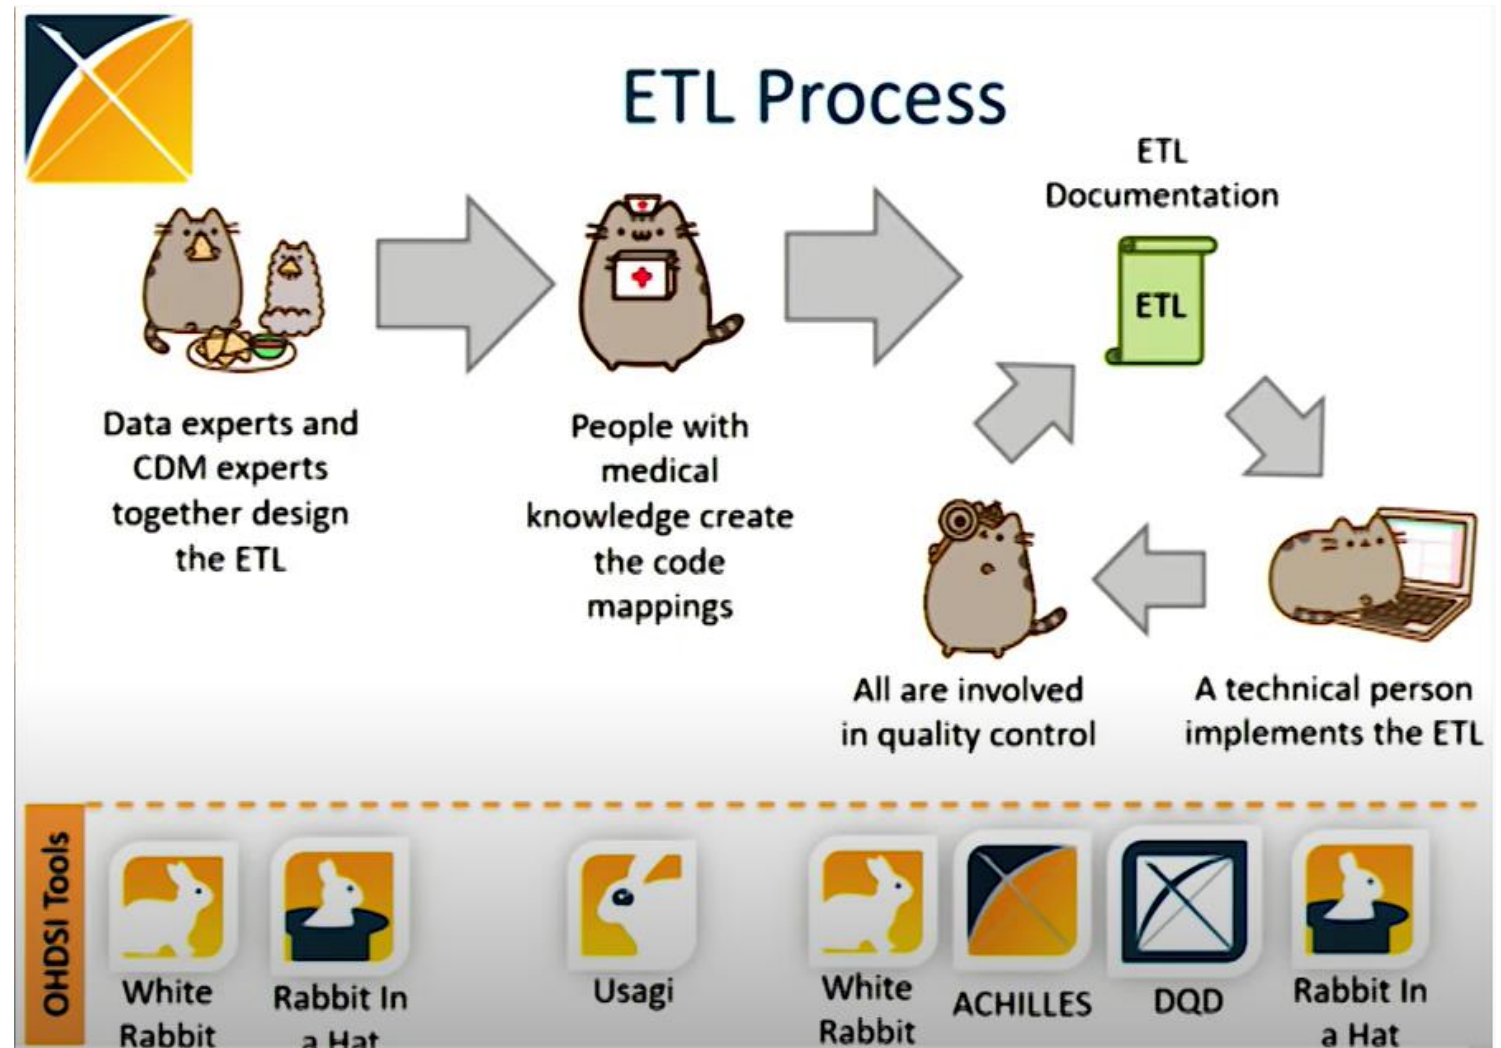 ETL Process
ETL
Documentation
ETL
Data experts and
CDM experts
together design
the ETL
People with
medical
knowledge create
the code
mappings
All are involved
in quality control
A technical person
implements the ETL
OHDSI Tools
White
Rabbit
Rabbit In
a Hat
Usagi
White
Rabbit
ACHILLES
DQD
Rabbit In
a Hat